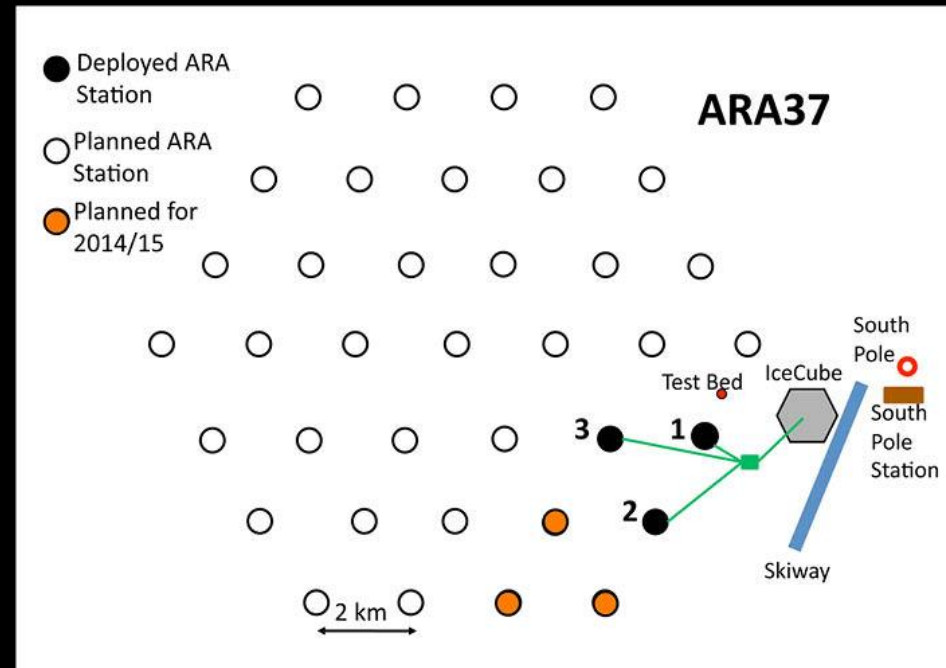 Deployed ARA
Station
Planned ARA
Station
Planned for
2014/15
ARA37
South
Pole
IceCube
Test Bed
South
Pole
Station
3
1
2
Skiway
2 km